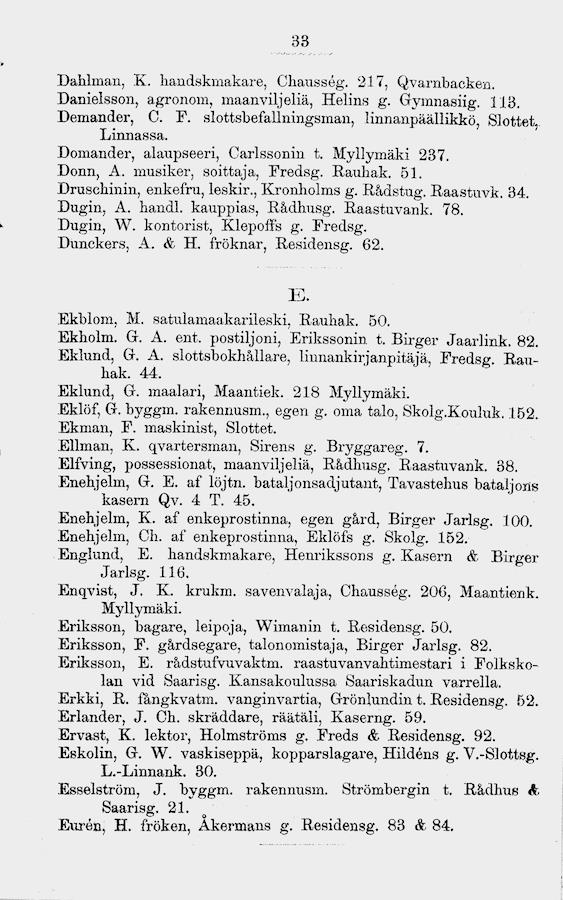 33
Dahlman, K. handskmakare, Chausség. 217, Qvarnbacken.
Danielsson, agronom, maanviljeliä, Helins g. Gymnasiig. 113.
Demander, C. F. slottsbefallningsman, linnanpäällikkö, Slottet,
Linnassa.
Domander, alaupseeri, Carlssonin t. Myllymäki 237.
Donn, A. musiker, soittaja, Fredsg. Rauhak. 51.
Druschinin, enkefru, leskir., Kronholms g. Rådstug. Raastuvk. 34.
Dugin, A. handl. kauppias, Rådhusg. Raastuvank. 78.
Dugin, W. kontorist, Klepoffs g. Fredsg.
Dunckers, A. & H. fröknar, Residensg. 62.
E.
Ekblom, M. satulamaakarileski, Rauhak. 50.
Ekholm. G. A. ent. postiljoni, Erikssonin t. Birger Jaarlink. 82.
Eklund, G. A. slottsbokhållare, linnankirjanpitäjä, Fredsg. Rau-
hak. 44.
Eklund, G. maalari, Maantiek. 218 Myllymäki.
Eklöf, G. byggm. rakennusm., egen g. oma talo, Skolg.Kouluk. 152.
Ekman, F. maskinist, Slottet.
Ellman, K. qvartersman, Sirens g. Bryggareg. 7.
Elfving, possessionat, maanviljeliä, Rådhusg. Raastuvank. 38.
Enehjelm, G. E. af löjtn. bataljonsadjutant, Tavastehus bataljons
kasern Qv. 4 T. 45.
Enehjelm, K. af enkeprostinna, egen gård, Birger Jarlsg. 100.
Enehjelm, Ch. af enkeprostinna, Eklöfs g. Skolg. 152.
Englund, E. handskmakare, Henrikssons g. Kasern & Birger
Jarlsg. 116.
Enqvist, J. K. krukm. savenvalaja, Chausség. 206, Maantienk.
Myllymäki.
Eriksson, bagare, leipoja, Wimanin t. Residensg. 50.
Eriksson, F. gårdsegare, talonomistaja, Birger Jarlsg. 82.
Eriksson, E. rådstufvuvaktm. raastuvanvahtimestari i Folksko-
lan vid Saarisg. Kansakoulussa Saariskadun varrella.
Erkki, R. fångkvatm. vanginvartia, Grönlundin t. Residensg. 52.
Erlander, J. Ch. skräddare, räätäli, Kaserng. 59.
Ervast, K. lektor, Holmströms g. Freds & Residensg. 92.
Eskolin, G. W. vaskiseppä, kopparslagare, Hildéns g. V.-Slottsg.
L.-Linnank. 30.
Esselström, J. byggm. rakennusm. Strömbergin t. Rådhus &
Saarisg. 21.
Eurén, H. fröken, Åkermans g. Residensg. 83 & 84.